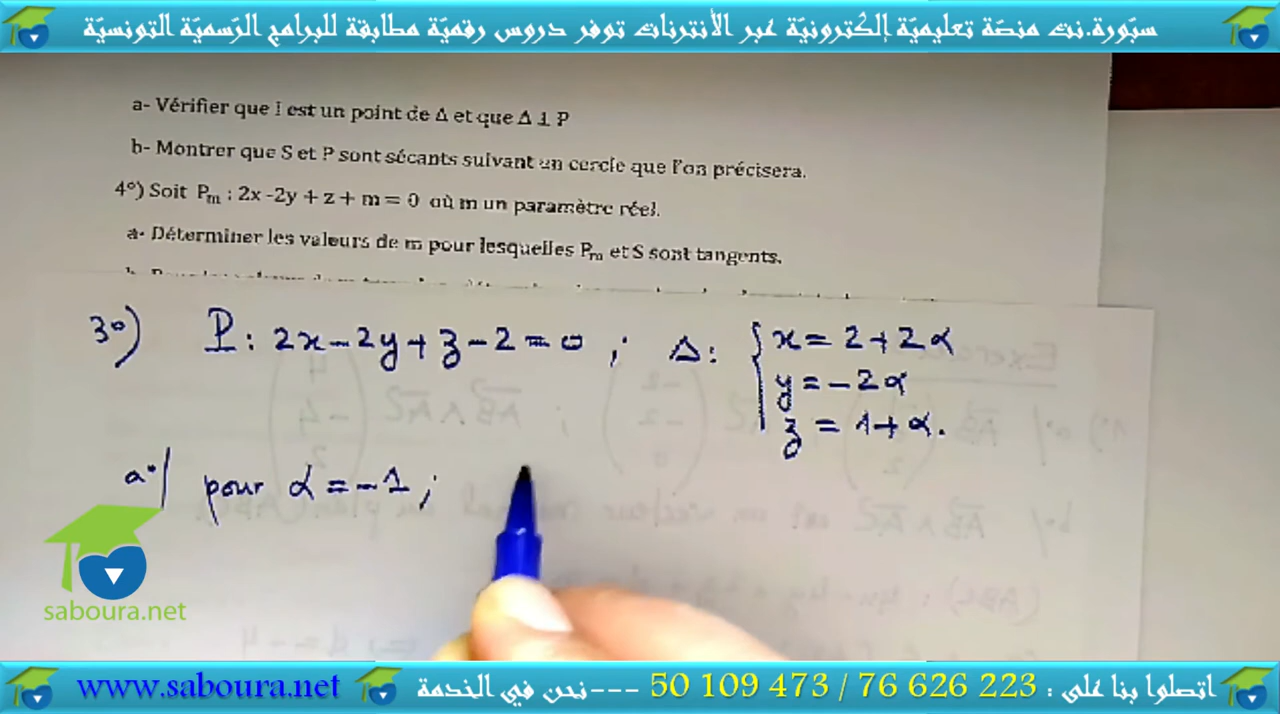 سبّورة.نت منصّة تعليميّة إلكترونيّة عبر الأنترنات توفر دروس رقميّة مطابقة للبرامج الرّسميّة التونسيّة
a- Vérifier que I est un point de Δ et que Δ ⊥ P
b- Montrer que S et P sont sécants suivant un cercle que l'on précisera.
4°) Soit Pm : 2x -2y + z + m = 0 où m un paramètre réel.
a- Déterminer les valeurs de m pour lesquelles Pm et S sont tangents.
3°) P: 2x-2y+z-2=0 ; Δ: { x = 2+2α
y = -2α
z = 1+α.
a°/ pour α = -1 ;
saboura.net
www.saboura.net اتصلوا بنا على : 50 109 473 / 76 626 223 ---نحن في الخدمة